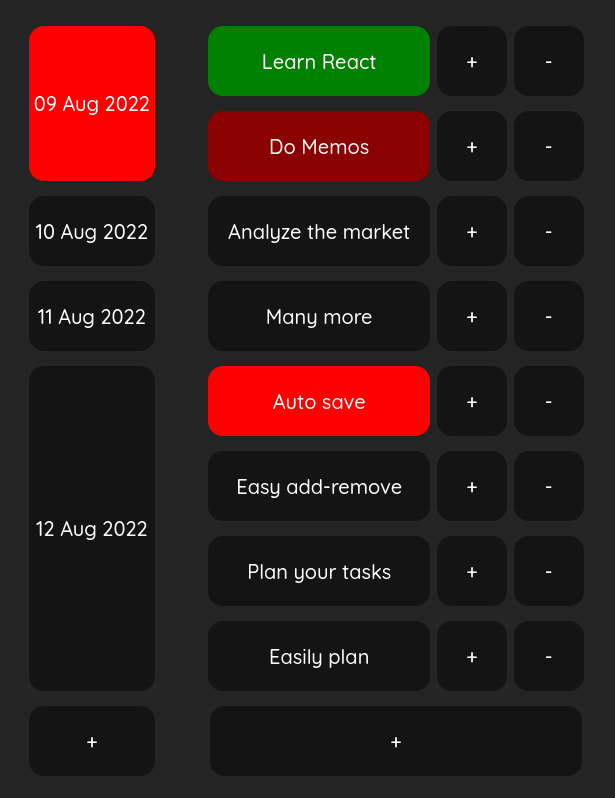 09 Aug 2022
Learn React + -
Do Memos + -
10 Aug 2022 Analyze the market + -
11 Aug 2022 Many more + -
12 Aug 2022
Auto save + -
Easy add-remove + -
Plan your tasks + -
Easily plan + -
+ +